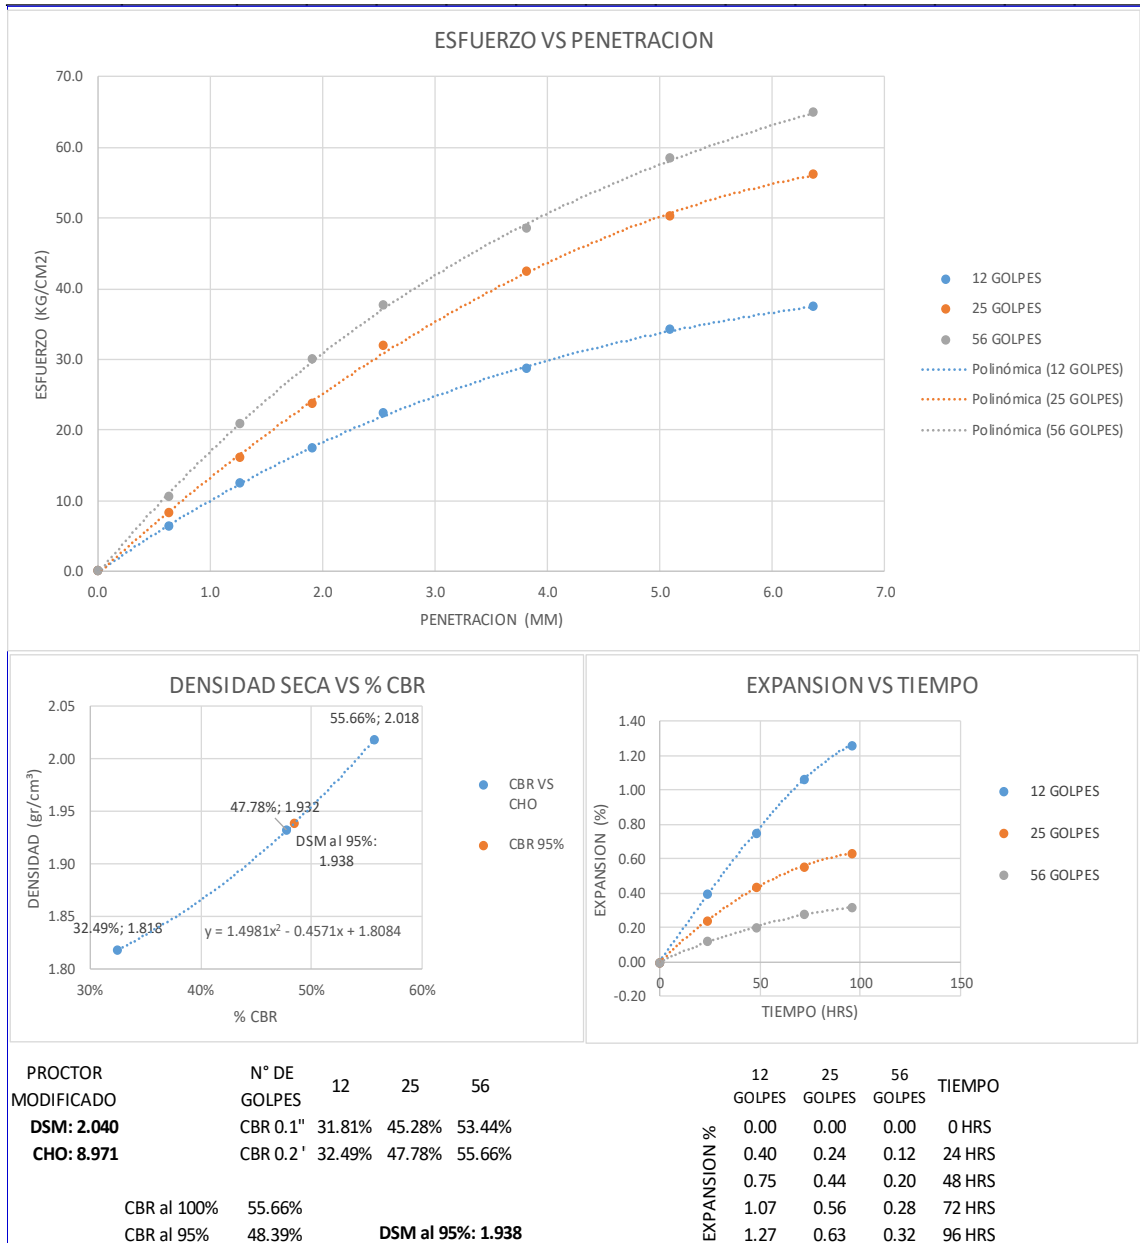 ESFUERZO VS PENETRACION
70.0
60.0
50.0
40.0
30.0
20.0
10.0
0.0
ESFUERZO (KG/CM2)
0.0 1.0 2.0 3.0 4.0 5.0 6.0 7.0
PENETRACION (MM)
12 GOLPES
25 GOLPES
56 GOLPES
Polinómica (12 GOLPES)
Polinómica (25 GOLPES)
Polinómica (56 GOLPES)
DENSIDAD SECA VS % CBR
2.05
2.00
1.95
1.90
1.85
1.80
DENSIDAD (gr/cm³)
55.66%; 2.018
47.78%; 1.932
DSM al 95%:
1.938
32.49%; 1.818
y = 1.4981x² - 0.4571x + 1.8084
30% 40% 50% 60%
% CBR
CBR VS
CHO
CBR 95%
EXPANSION VS TIEMPO
1.40
1.20
1.00
0.80
0.60
0.40
0.20
0.00
-0.20
EXPANSION (%)
0 50 100 150
TIEMPO (HRS)
12 GOLPES
25 GOLPES
56 GOLPES
PROCTOR
MODIFICADO
DSM: 2.040
CHO: 8.971
N° DE
GOLPES 12 25 56
CBR 0.1" 31.81% 45.28% 53.44%
CBR 0.2 ' 32.49% 47.78% 55.66%
CBR al 100% 55.66%
CBR al 95% 48.39% DSM al 95%: 1.938
EXPANSION %
12 25 56
GOLPES GOLPES GOLPES TIEMPO
0.00 0.00 0.00 0 HRS
0.40 0.24 0.12 24 HRS
0.75 0.44 0.20 48 HRS
1.07 0.56 0.28 72 HRS
1.27 0.63 0.32 96 HRS